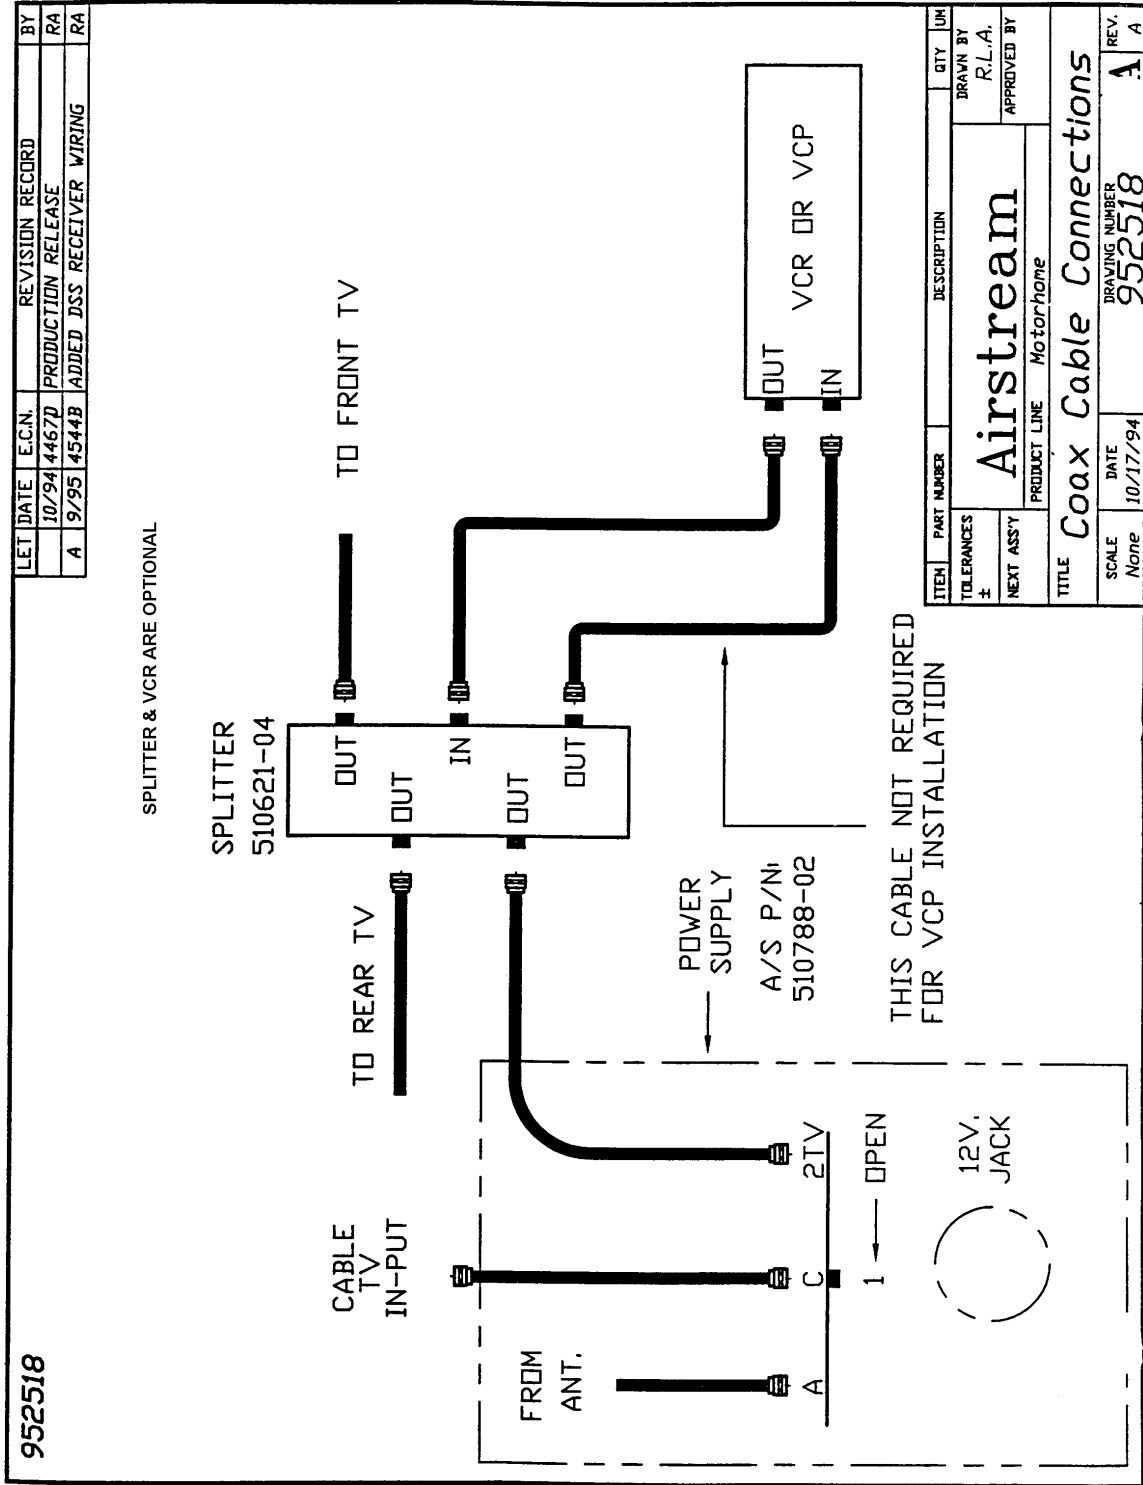 952518
LET DATE E.C.N. REVISION RECORD BY
10/94 4467D PRODUCTION RELEASE RA
A 9/95 4544B ADDED DSS RECEIVER WIRING RA
SPLITTER & VCR ARE OPTIONAL
SPLITTER
510621-04
TO FRONT TV
OUT
OUT
IN
OUT
OUT
TO REAR TV
VCR OR VCP
OUT
IN
CABLE
TV
IN-PUT
FROM
ANT.
POWER
SUPPLY
A/S P/N:
510788-02
A
C
2TV
1
OPEN
12V.
JACK
THIS CABLE NOT REQUIRED
FOR VCP INSTALLATION
ITEM PART NUMBER DESCRIPTION QTY UM
TOLERANCES
±
NEXT ASS'Y
Airstream
PRODUCT LINE Motorhome
DRAWN BY
R.L.A.
APPROVED BY
TITLE Coax Cable Connections
SCALE
None
DATE
10/17/94
DRAWING NUMBER
952518
A
REV.
A